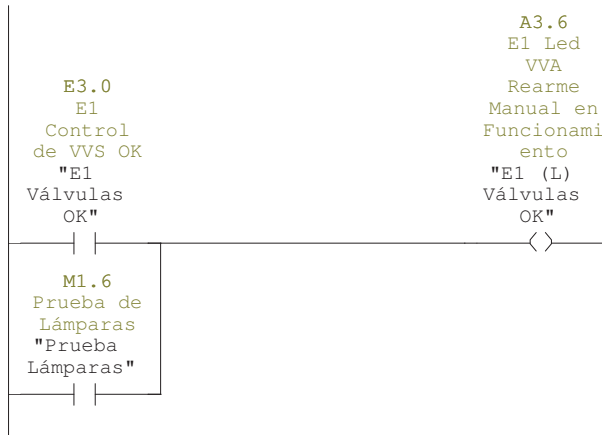 A3.6
E1 Led
VVA
Rearme
Manual en
Funcionami
ento
"E1 (L)
Válvulas
OK"
E3.0
E1
Control
de VVS OK
"E1
Válvulas
OK"
M1.6
Prueba de
Lámparas
"Prueba
Lámparas"